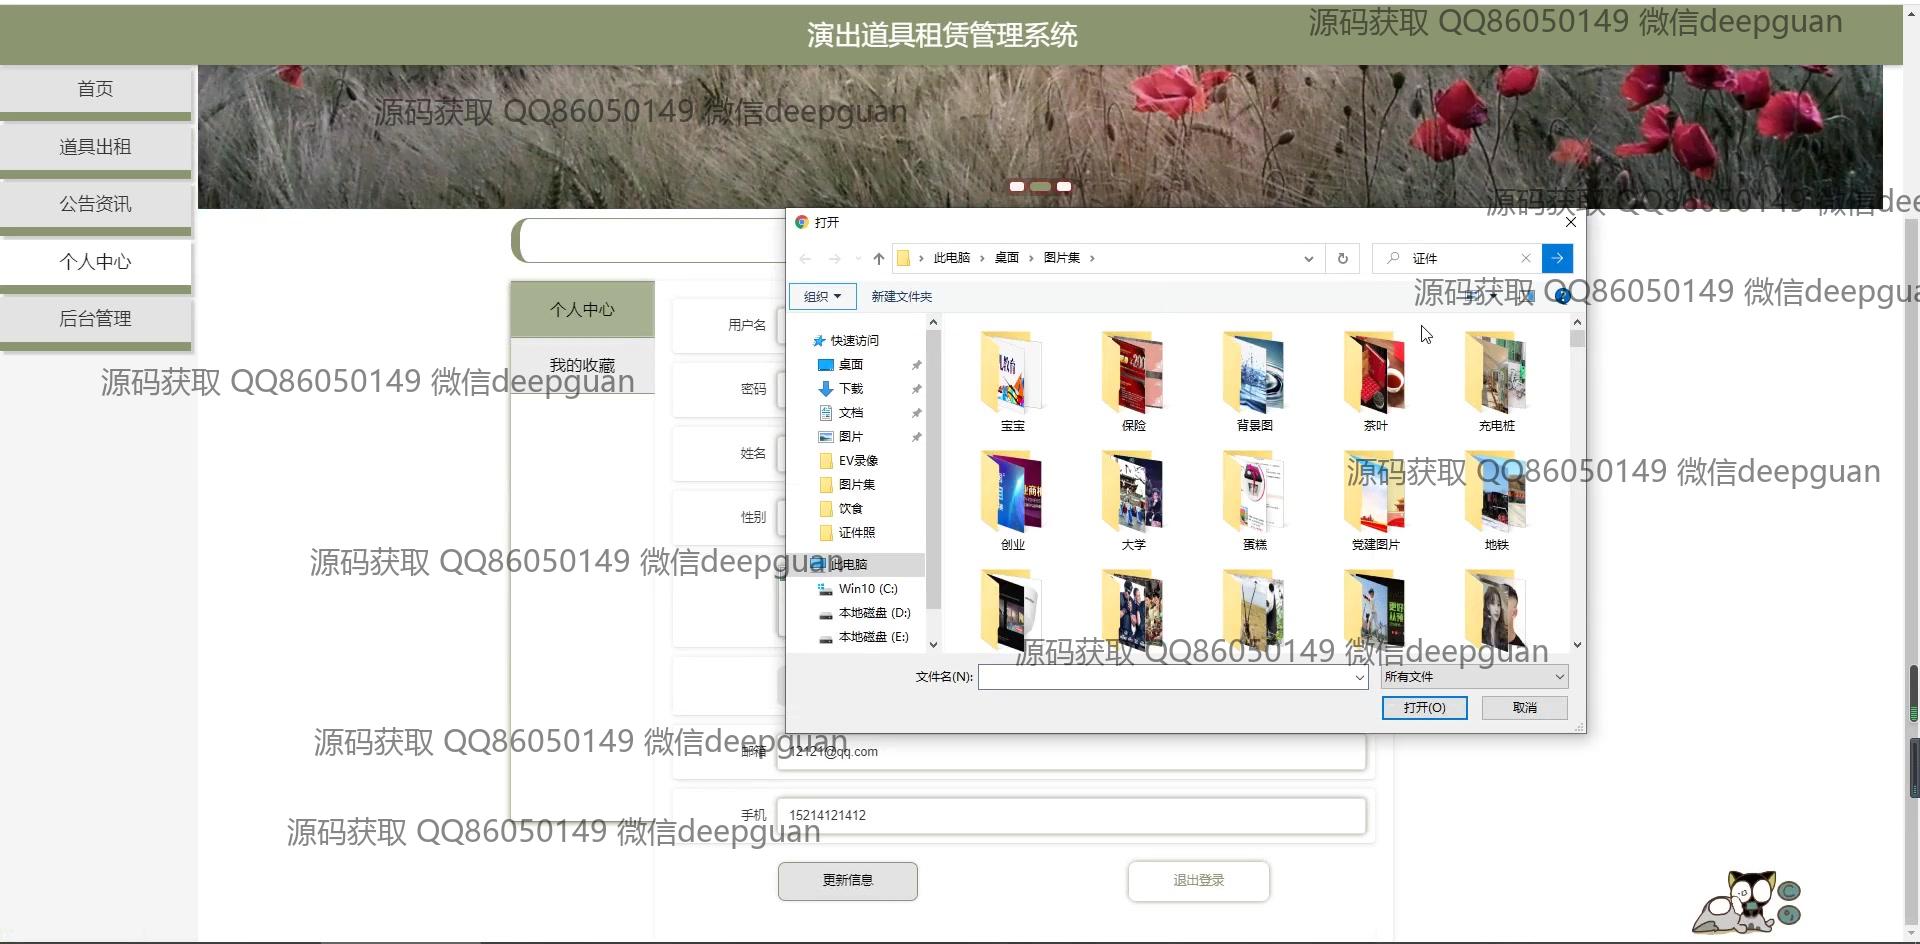 演出道具租赁管理系统
源码获取 QQ86050149 微信deepguan
首页
道具出租
公告资讯
个人中心
后台管理
源码获取 QQ86050149 微信deepguan
源码获取 QQ86050149 微信dee
打开
此电脑 > 桌面 > 图片集 >
证件
组织
新建文件夹
源码获取 QQ86050149 微信deepgua
个人中心
我的收藏
源码获取 QQ86050149 微信deepguan
用户名
密码
姓名
性别
快速访问
桌面
下载
文档
图片
EV录像
图片集
饮食
证件照
此电脑
Win10 (C:)
本地磁盘 (D:)
本地磁盘 (E:)
宝宝
保险
背景图
茶叶
充电桩
源码获取 QQ86050149 微信deepguan
创业
大学
蛋糕
党建图片
地铁
源码获取 QQ86050149 微信deepguan
源码获取 QQ86050149 微信deepguan
文件名(N):
所有文件
打开(O)
取消
源码获取 QQ86050149 微信deepguan
邮箱
12121@qq.com
手机
15214121412
源码获取 QQ86050149 微信deepguan
更新信息
退出登录